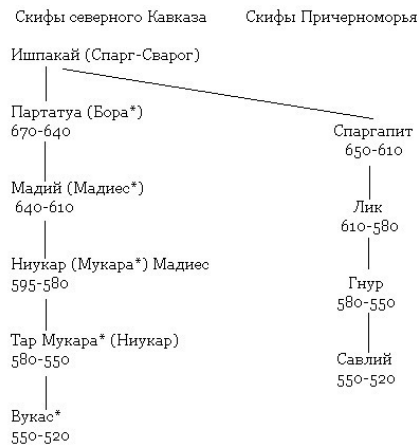 Скифы северного Кавказа
Скифы Причерноморья
Ишпакай (Спарг-Сварог)
Партатуа (Бора*)
670-640
Спаргапит
650-610
Мадий (Мадиес*)
640-610
Лик
610-580
Ниукар (Мукара*) Мадиес
595-580
Гнур
580-550
Тар Мукара* (Ниукар)
580-550
Савлий
550-520
Вукас*
550-520